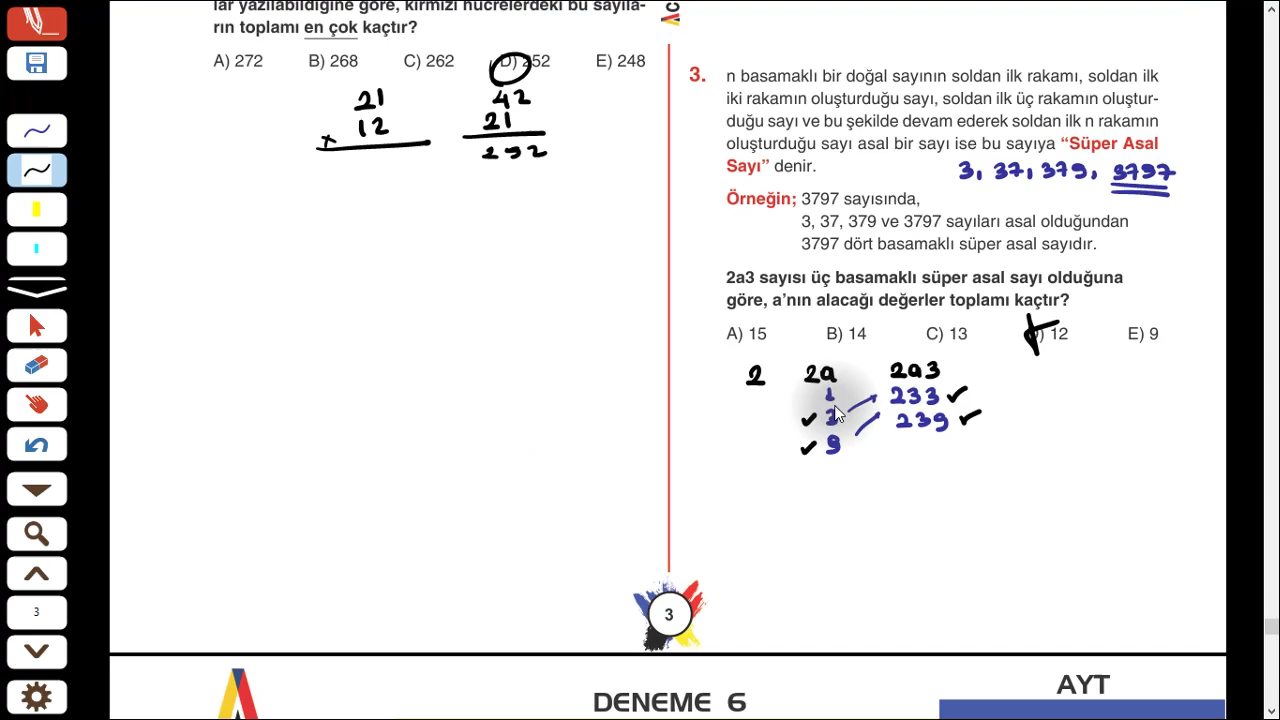 lar yazılabildiğine göre, kırmızı hücrelerdeki bu sayıla-
rın toplamı en çok kaçtır?
A) 272 B) 268 C) 262 D) 252 E) 248
21
x 12
42
21
252
3.
n basamaklı bir doğal sayının soldan ilk rakamı, soldan ilk
iki rakamın oluşturduğu sayı, soldan ilk üç rakamın oluştur-
duğu sayı ve bu şekilde devam ederek soldan ilk n rakamın
oluşturduğu sayı asal bir sayı ise bu sayıya “Süper Asal
Sayı” denir.
3, 37, 379, 3797
Örneğin; 3797 sayısında,
3, 37, 379 ve 3797 sayıları asal olduğundan
3797 dört basamaklı süper asal sayıdır.
2a3 sayısı üç basamaklı süper asal sayı olduğuna
göre, a’nın alacağı değerler toplamı kaçtır?
A) 15 B) 14 C) 13 D) 12 E) 9
2 2a 2a3
1 233
3 239
9
3
3
DENEME 6
AYT